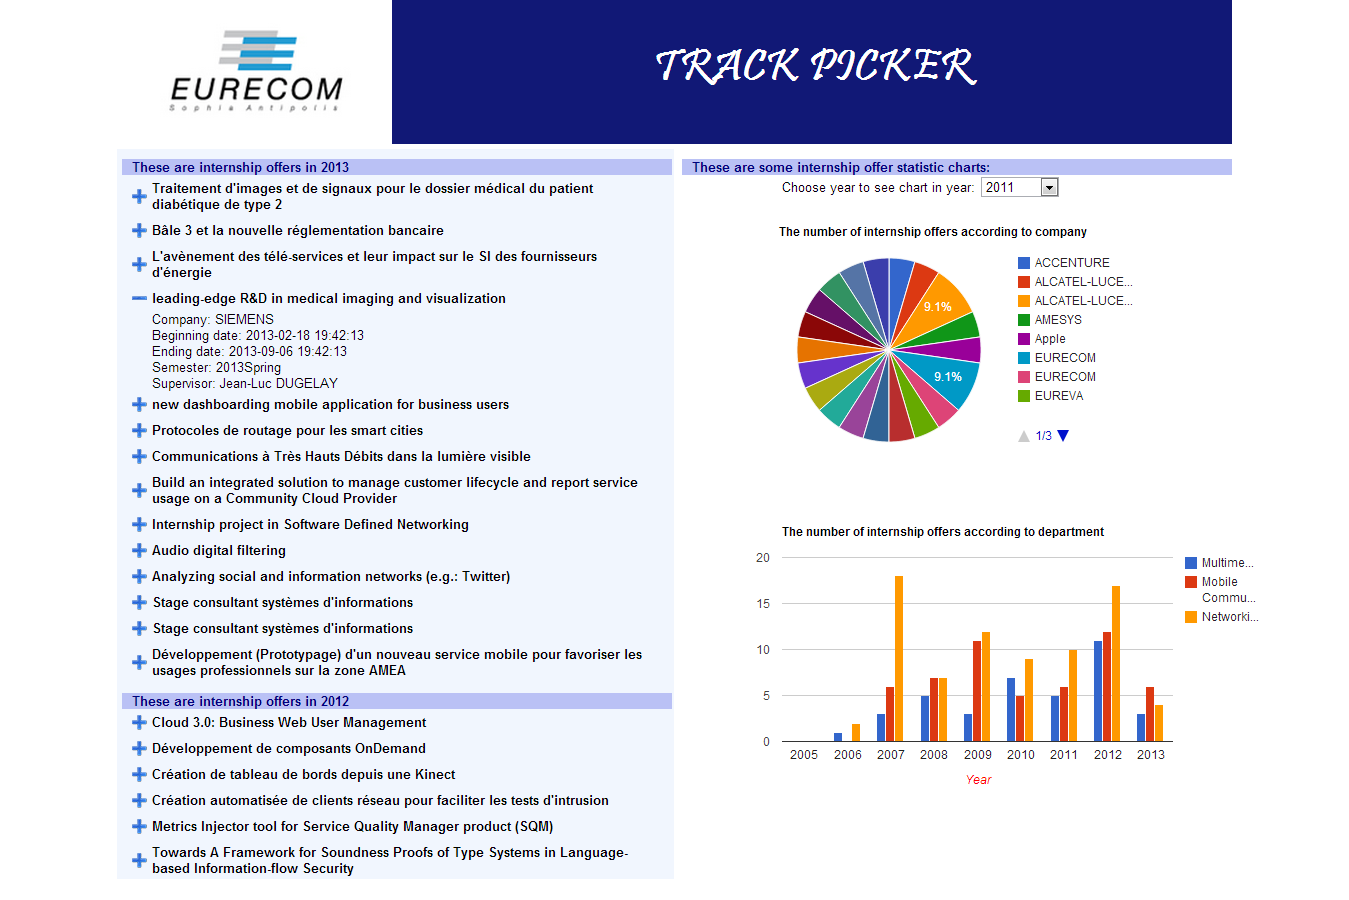 EURECOM
Sophia Antipolis
TRACK PICKER
These are internship offers in 2013
Traitement d'images et de signaux pour le dossier médical du patient
diabétique de type 2
Bâle 3 et la nouvelle réglementation bancaire
L'avènement des télé-services et leur impact sur le SI des fournisseurs
d'énergie
leading-edge R&D in medical imaging and visualization
Company: SIEMENS
Beginning date: 2013-02-18 19:42:13
Ending date: 2013-09-06 19:42:13
Semester: 2013Spring
Supervisor: Jean-Luc DUGELAY
new dashboarding mobile application for business users
Protocoles de routage pour les smart cities
Communications à Très Hauts Débits dans la lumière visible
Build an integrated solution to manage customer lifecycle and report service
usage on a Community Cloud Provider
Internship project in Software Defined Networking
Audio digital filtering
Analyzing social and information networks (e.g.: Twitter)
Stage consultant systèmes d'informations
Stage consultant systèmes d'informations
Développement (Prototypage) d'un nouveau service mobile pour favoriser les
usages professionnels sur la zone AMEA
These are internship offers in 2012
Cloud 3.0: Business Web User Management
Développement de composants OnDemand
Création de tableau de bords depuis une Kinect
Création automatisée de clients réseau pour faciliter les tests d'intrusion
Metrics Injector tool for Service Quality Manager product (SQM)
Towards A Framework for Soundness Proofs of Type Systems in Language-
based Information-flow Security
These are some internship offer statistic charts:
Choose year to see chart in year: 2011
The number of internship offers according to company
9.1%
9.1%
ACCENTURE
ALCATEL-LUCE...
ALCATEL-LUCE...
AMESYS
Apple
EURECOM
EURECOM
EUREVA
1/3
The number of internship offers according to department
20
15
10
5
0
2005 2006 2007 2008 2009 2010 2011 2012 2013
Year
Multime...
Mobile
Commu...
Networki...